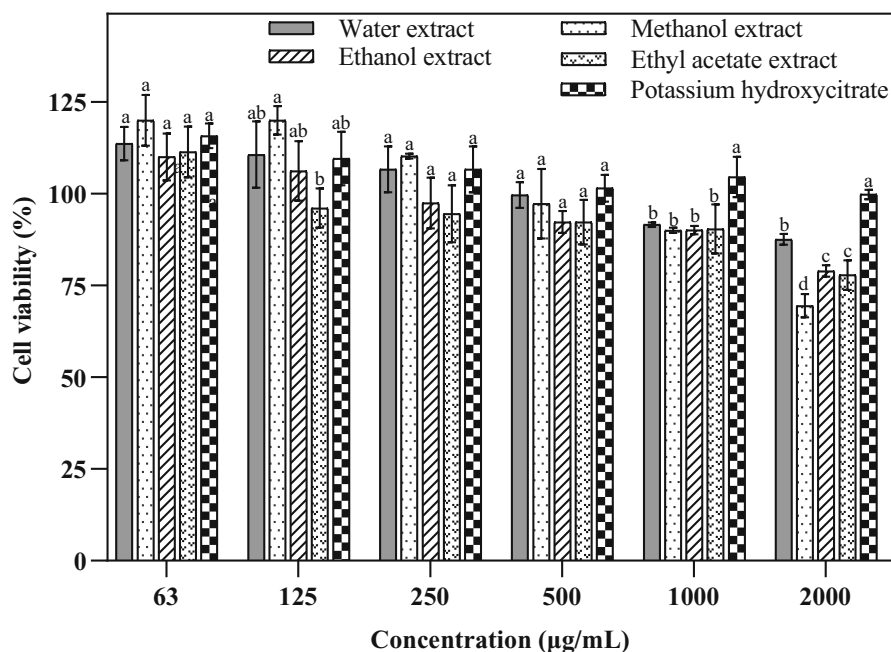 Water extract
Ethanol extract
Methanol extract
Ethyl acetate extract
Potassium hydroxycitrate
Cell viability (%)
125
100
75
50
25
0
a a a a a a
ab a ab b ab
a a a a a
a a a a a
b b b b a
b d c c a
63 125 250 500 1000 2000
Concentration (µg/mL)